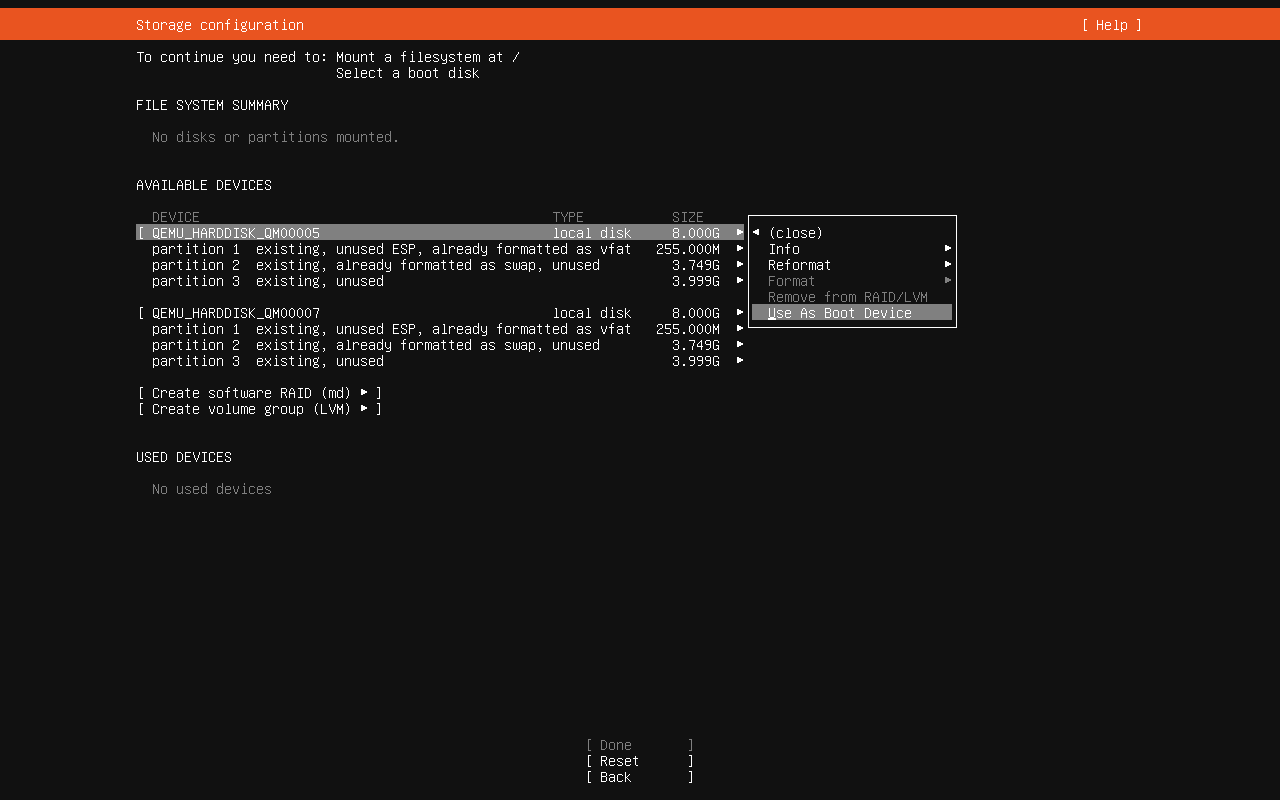 Storage configuration [ Help ]
To continue you need to: Mount a filesystem at /
Select a boot disk
FILE SYSTEM SUMMARY
No disks or partitions mounted.
AVAILABLE DEVICES
DEVICE TYPE SIZE
[ QEMU_HARDDISK_QM00005 local disk 8.000G ▸ ◂ (close)
partition 1 existing, unused ESP, already formatted as vfat 255.000M ▸ Info ▸
partition 2 existing, already formatted as swap, unused 3.749G ▸ Reformat ▸
partition 3 existing, unused 3.999G ▸ Format ▸
Remove from RAID/LVM
[ QEMU_HARDDISK_QM00007 local disk 8.000G ▸ Use As Boot Device
partition 1 existing, unused ESP, already formatted as vfat 255.000M ▸
partition 2 existing, already formatted as swap, unused 3.749G ▸
partition 3 existing, unused 3.999G ▸
[ Create software RAID (md) ▸ ]
[ Create volume group (LVM) ▸ ]
USED DEVICES
No used devices
[ Done ]
[ Reset ]
[ Back ]